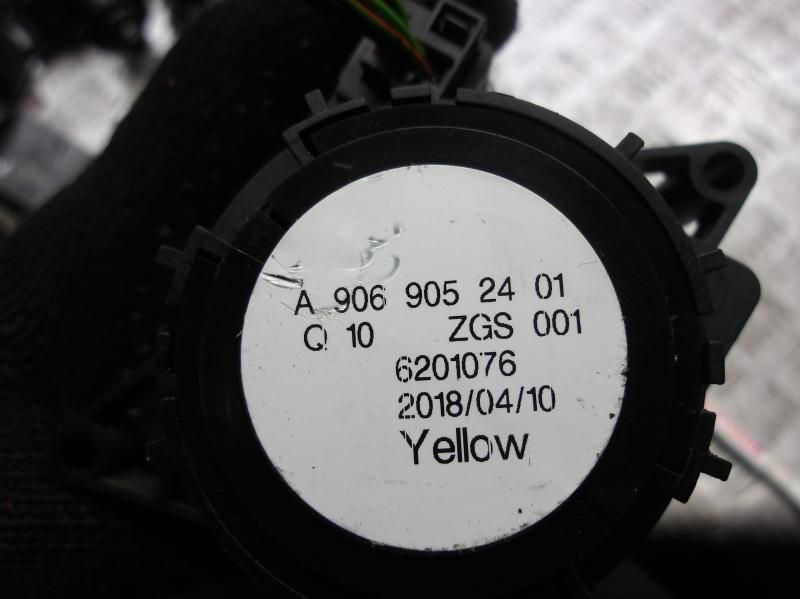 A 906 905 24 01
Q 10 ZGS 001
6201076
2018/04/10
Yellow